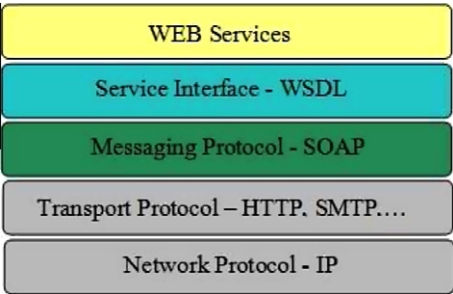 WEB Services
Service Interface - WSDL
Messaging Protocol - SOAP
Transport Protocol – HTTP, SMTP,...
Network Protocol - IP